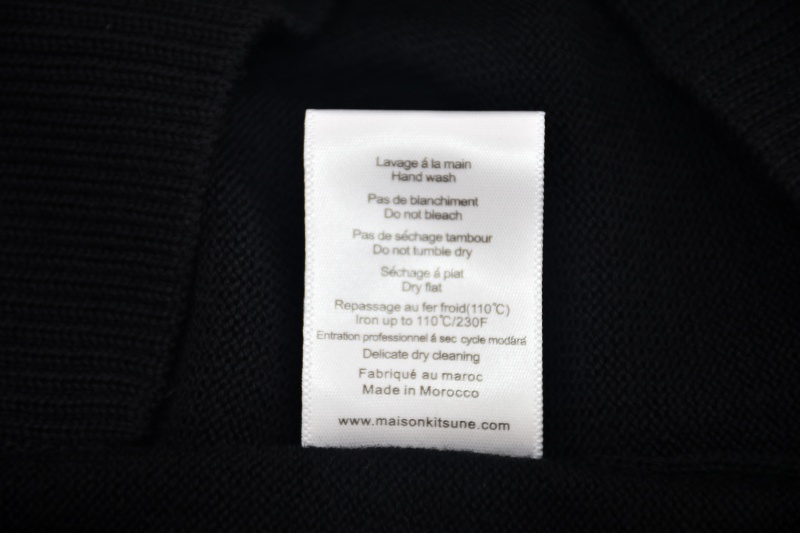 Lavage á la main
Hand wash
Pas de blanchiment
Do not bleach
Pas de séchage tambour
Do not tumble dry
Séchage á plat
Dry flat
Repassage au fer froid(110℃)
Iron up to 110℃/230F
Entration professionnel á sec cycle modárá
Delicate dry cleaning
Fabriqué au maroc
Made in Morocco
www.maisonkitsune.com